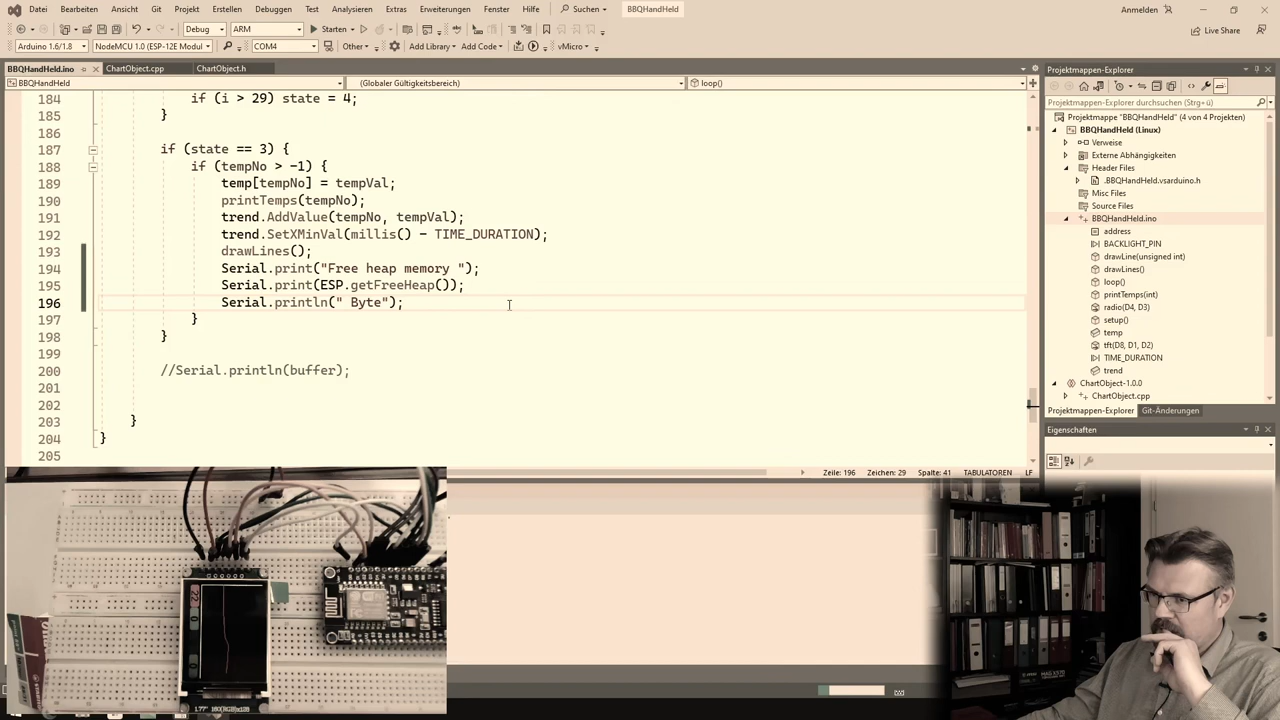 Datei Bearbeiten Ansicht Git Projekt Erstellen Debuggen Test Analysieren Extras Erweiterungen Fenster Hilfe Suchen BBQHandHeld Anmelden
Debug ARM Starten Live Share
Arduino 1.6/1.8 NodeMCU 1.0 (ESP-12E Modul COM4 Other Add Library Add Code vMicro
BBQHandHeld.ino ChartObject.cpp ChartObject.h
BBQHandHeld (Globaler Gültigkeitsbereich) loop()
184 if (i > 29) state = 4;
185 }
186
187 if (state == 3) {
188 if (tempNo > -1) {
189 temp[tempNo] = tempVal;
190 printTemps(tempNo);
191 trend.AddValue(tempNo, tempVal);
192 trend.SetXMinVal(millis() - TIME_DURATION);
193 drawLines();
194 Serial.print("Free heap memory ");
195 Serial.print(ESP.getFreeHeap());
196 Serial.println(" Byte");
197 }
198 }
199
200 //Serial.println(buffer);
201
202
203 }
204 }
205
Zeile: 196 Zeichen: 29 Spalte: 41 TABULATOREN LF
Projektmappen-Explorer
Projektmappen-Explorer durchsuchen (Strg+ü)
Projektmappe "BBQHandHeld" (4 von 4 Projekten)
BBQHandHeld (Linux)
Verweise
Externe Abhängigkeiten
Header Files
.BBQHandHeld.vsarduino.h
Misc Files
Source Files
BBQHandHeld.ino
address
BACKLIGHT_PIN
drawLine(unsigned int)
drawLines()
loop()
printTemps(int)
radio(D4, D3)
setup()
temp
tft(D8, D1, D2)
TIME_DURATION
trend
ChartObject-1.0.0
ChartObject.cpp
Projektmappen-Explorer Git-Änderungen
Eigenschaften
22
0
0